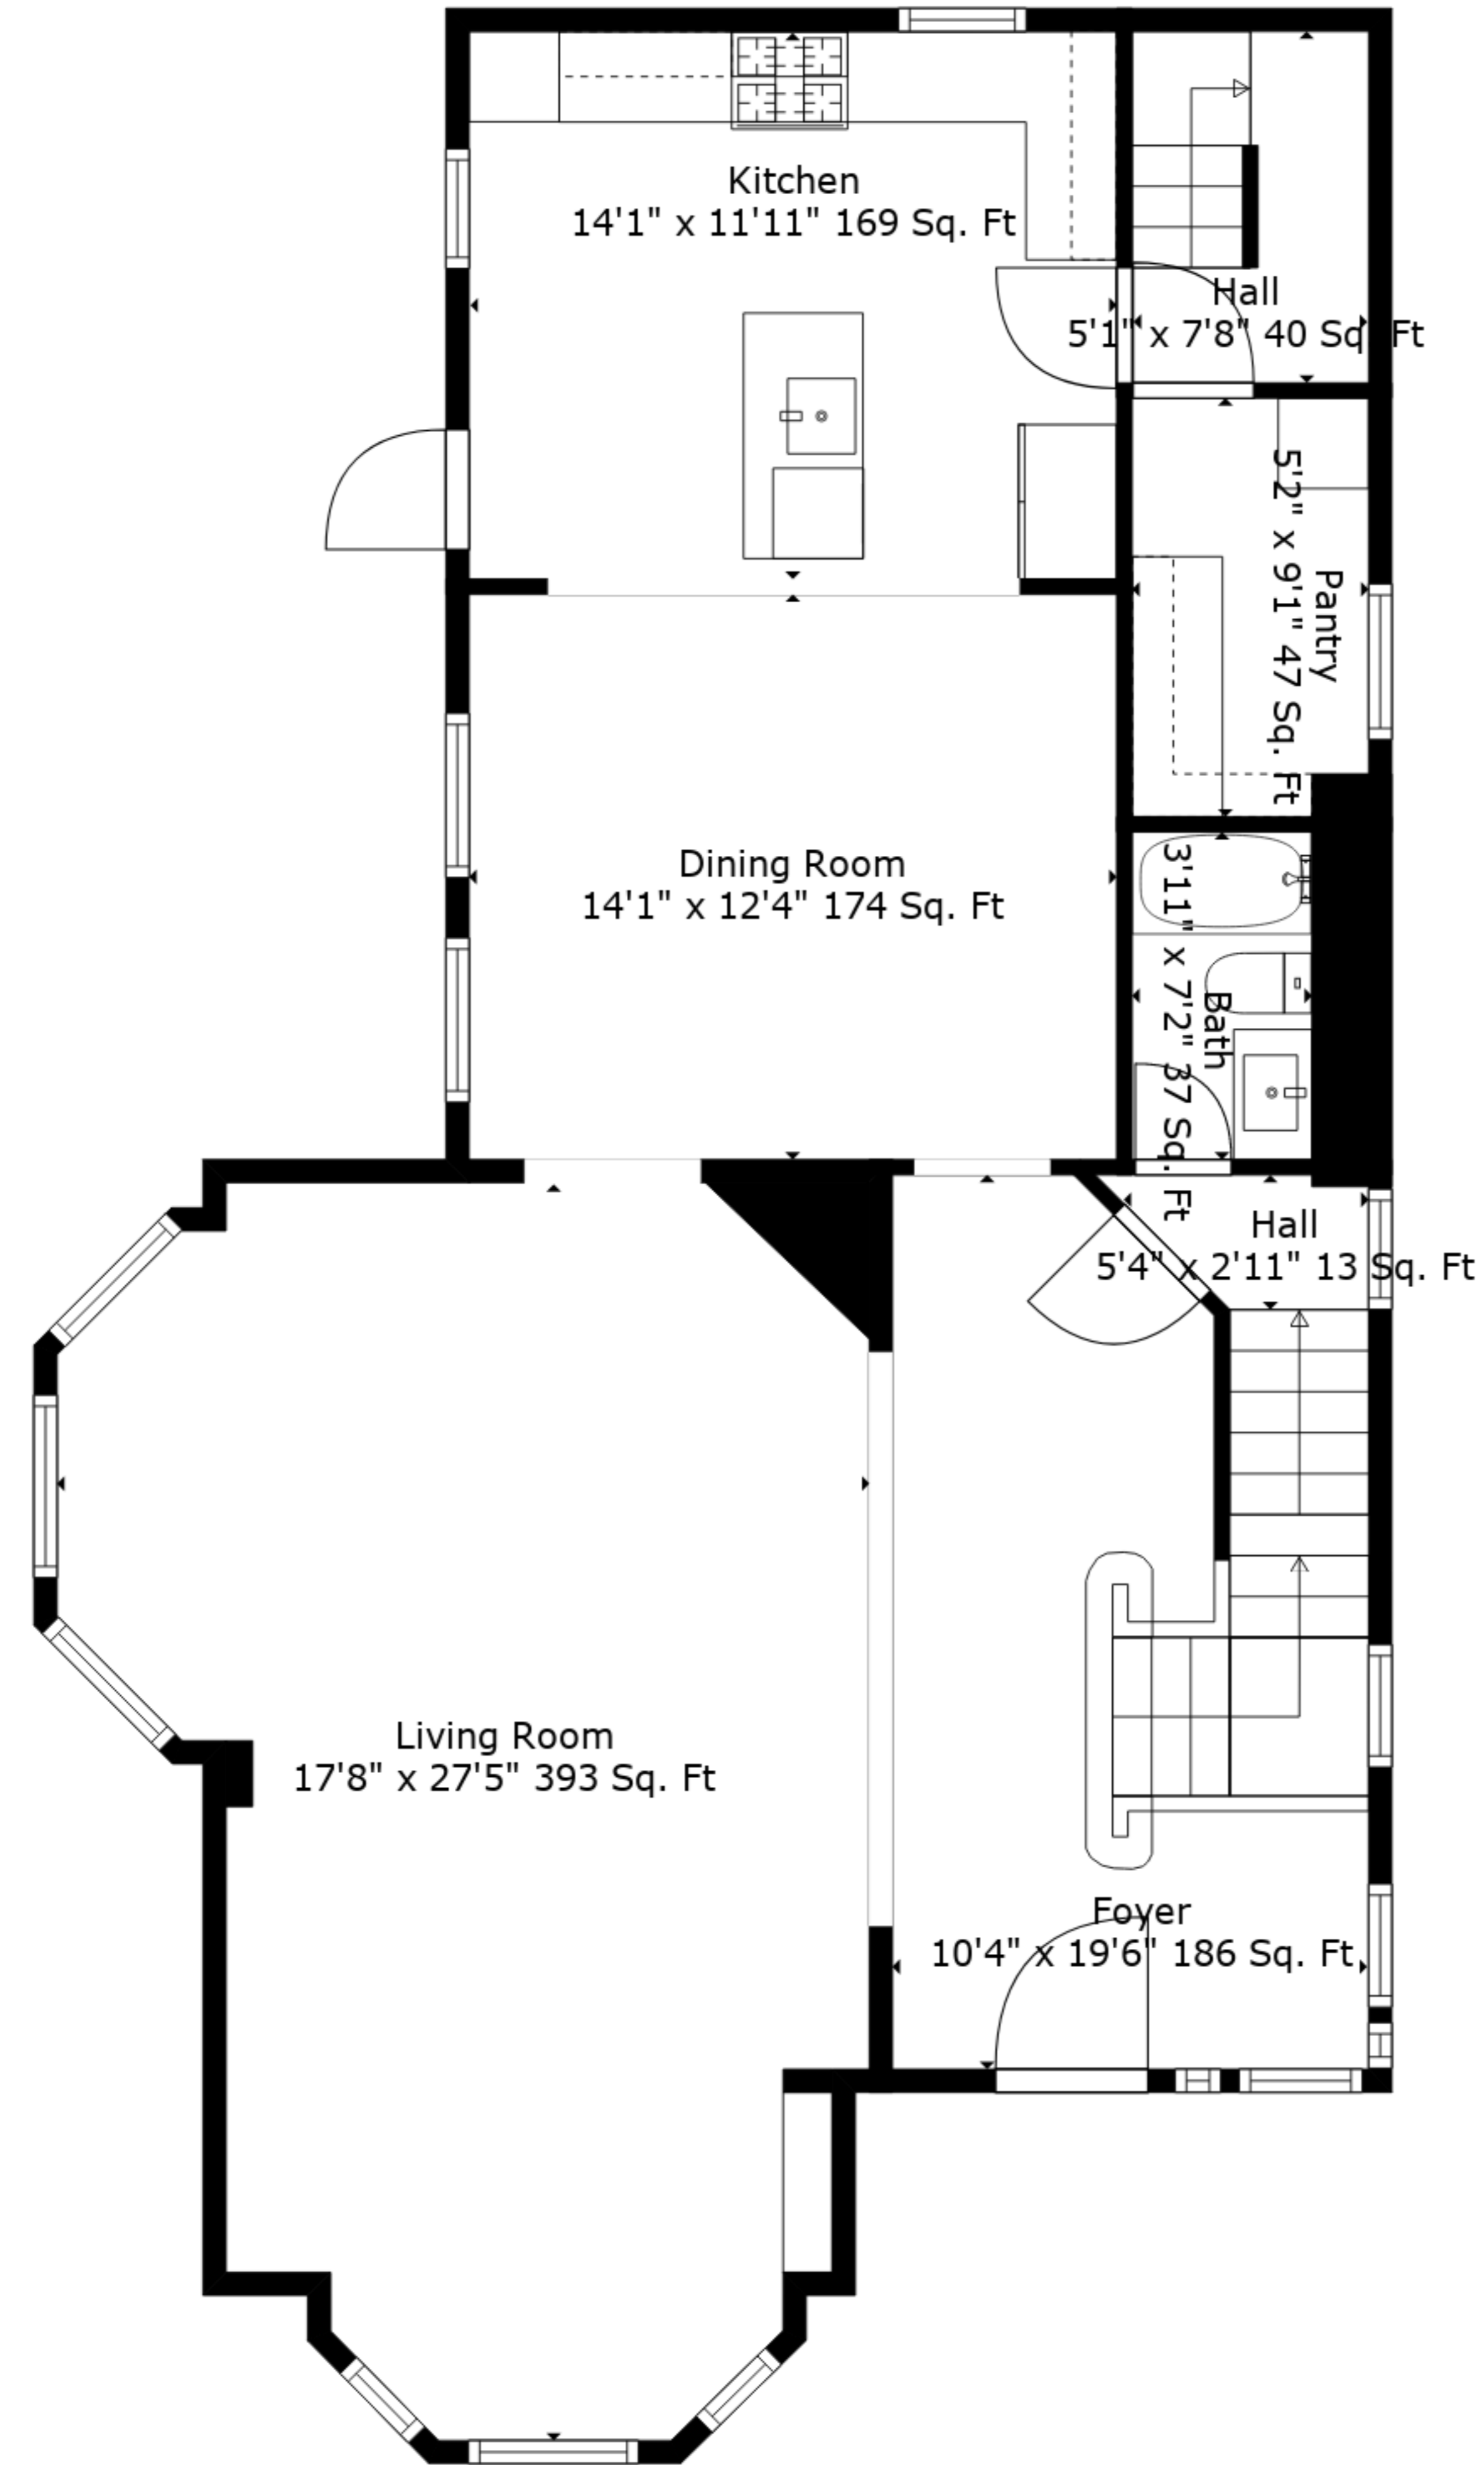 Kitchen
14'1" x 11'11" 169 Sq. Ft
Hall
5'1" x 7'8" 40 Sq. Ft
Pantry
5'2" x 9'1" 47 Sq. Ft
Dining Room
14'1" x 12'4" 174 Sq. Ft
Bath
3'11" x 7'2" 37 Sq. Ft
Hall
5'4" x 2'11" 13 Sq. Ft
Living Room
17'8" x 27'5" 393 Sq. Ft
Foyer
10'4" x 19'6" 186 Sq. Ft